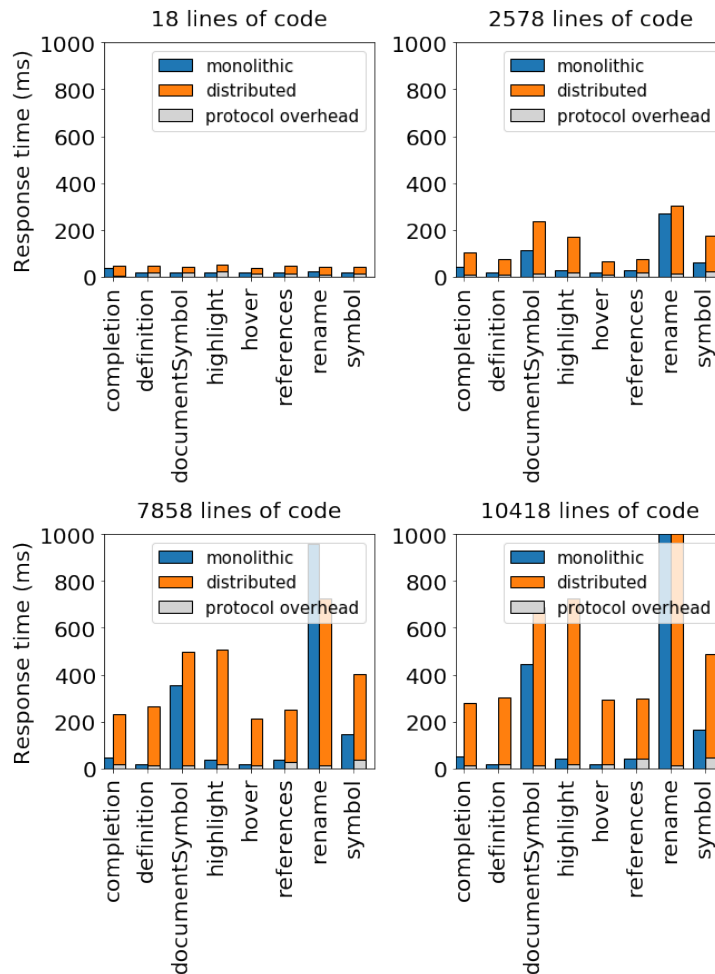 18 lines of code
2578 lines of code
Response time (ms)
1000
800
600
400
200
0
monolithic
distributed
protocol overhead
completion
definition
documentSymbol
highlight
hover
references
rename
symbol
1000
800
600
400
200
0
monolithic
distributed
protocol overhead
completion
definition
documentSymbol
highlight
hover
references
rename
symbol
7858 lines of code
10418 lines of code
Response time (ms)
1000
800
600
400
200
0
monolithic
distributed
protocol overhead
completion
definition
documentSymbol
highlight
hover
references
rename
symbol
1000
800
600
400
200
0
monolithic
distributed
protocol overhead
completion
definition
documentSymbol
highlight
hover
references
rename
symbol